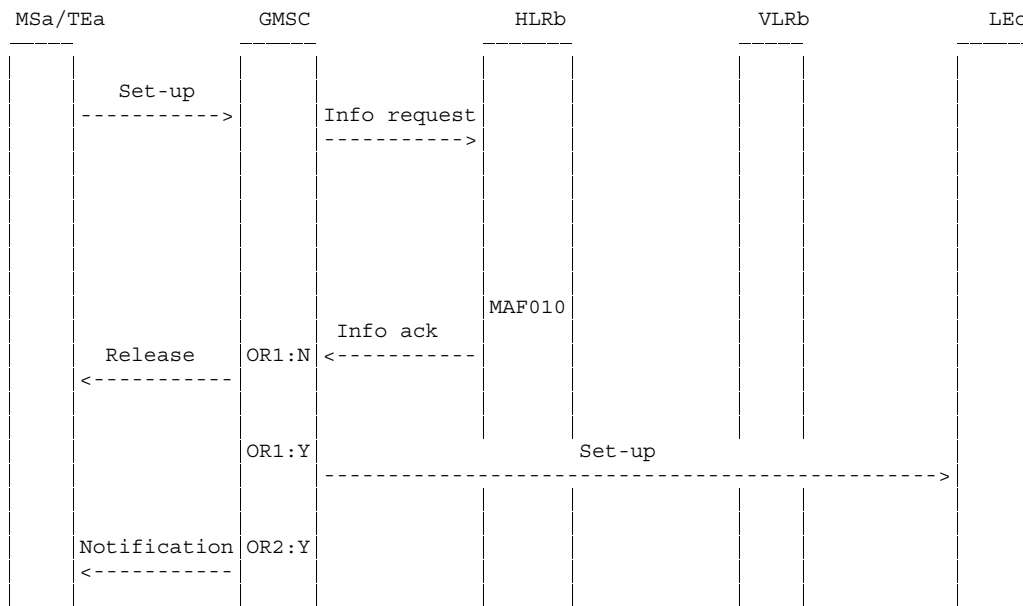 MSa/TEa GMSC HLRb VLRb LEc
Set-up
Info request
MAF010
Info ack
Release OR1:N
OR1:Y Set-up
Notification OR2:Y